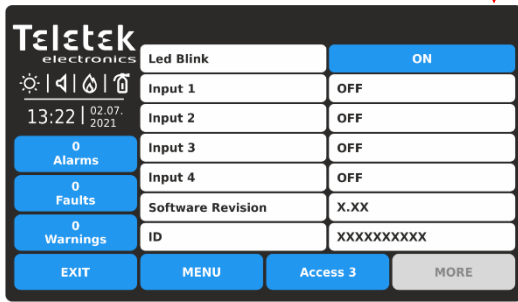 Teletek
electronics
13:22 02.07.
2021
0
Alarms
0
Faults
0
Warnings
Led Blink ON
Input 1 OFF
Input 2 OFF
Input 3 OFF
Input 4 OFF
Software Revision X.XX
ID XXXXXXXXXX
EXIT MENU Access 3 MORE